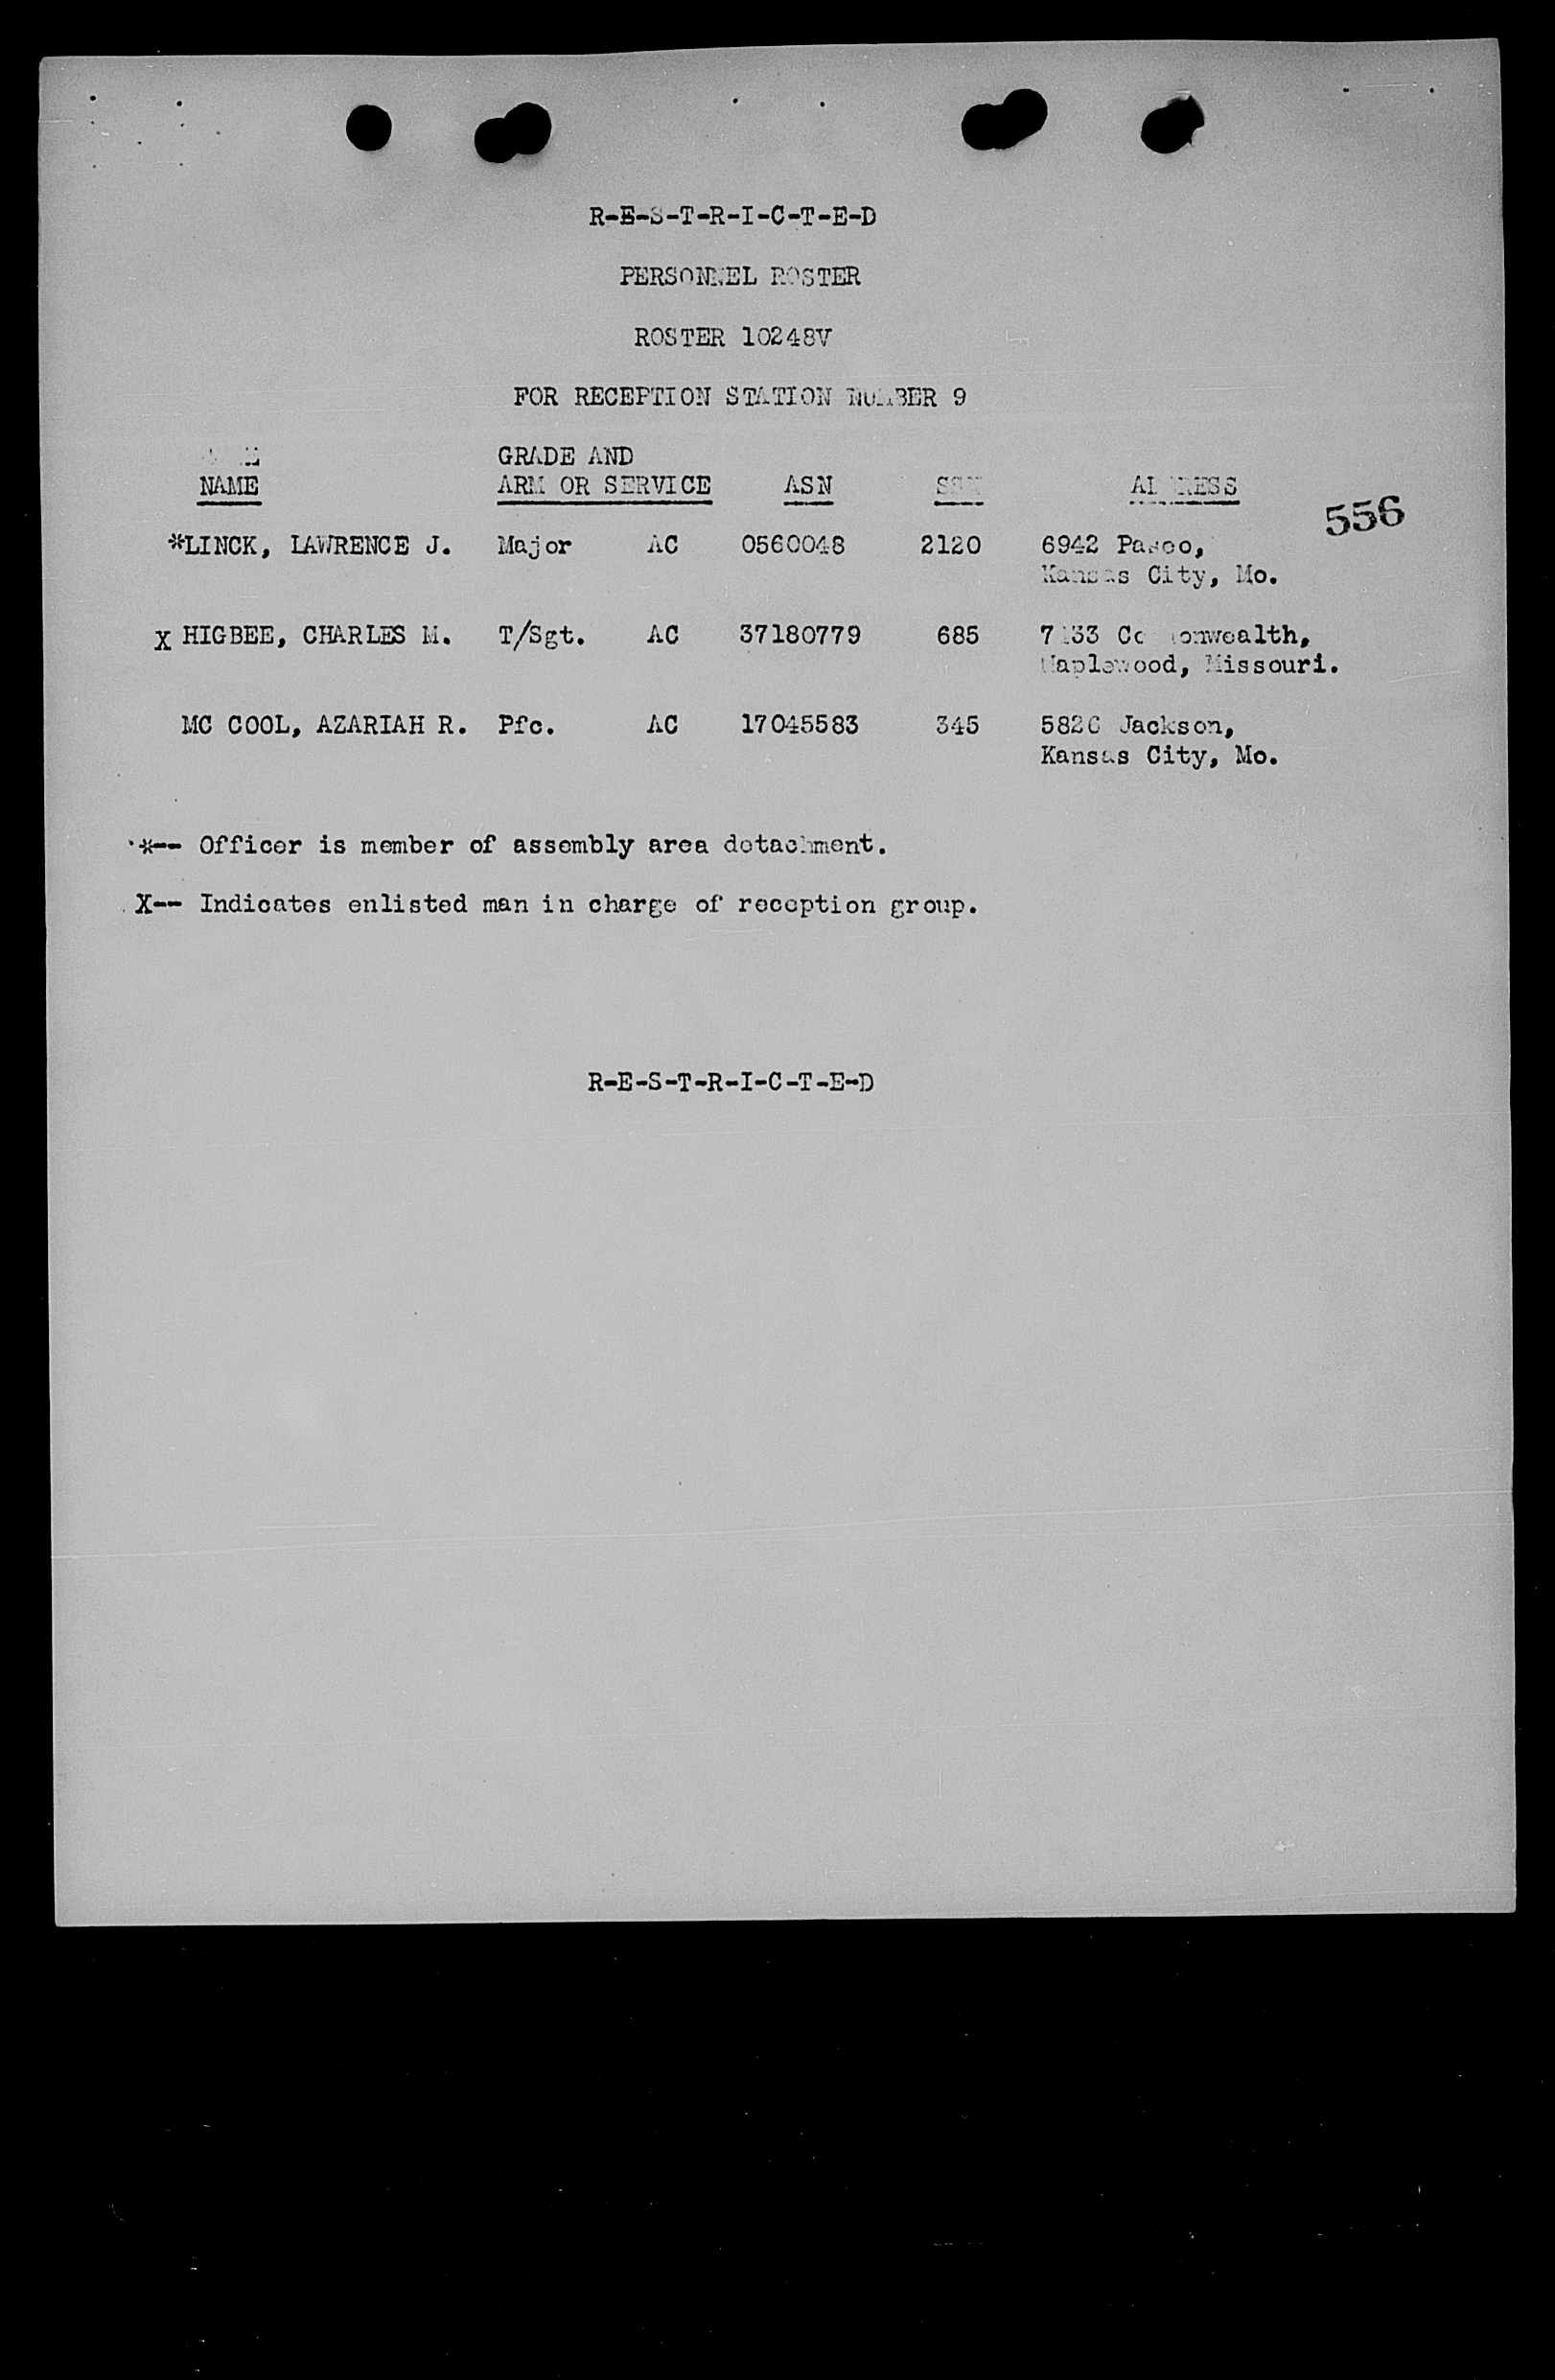 R-E-S-T-R-I-C-T-E-D
PERSONNEL ROSTER
ROSTER 10248V
FOR RECEPTION STATION NUMBER 9
GRADE AND
NAME ARM OR SERVICE ASN SSN ADDRESS
556
*LINCK, LAWRENCE J. Major AC 0560048 2120 6942 Paseo,
Kansas City, Mo.
X HIGBEE, CHARLES M. T/Sgt. AC 37180779 685 Commonwealth,
Maplewood, Missouri.
MC COOL, AZARIAH R. Pfc. AC 17045583 345 5826 Jackson,
Kansas City, Mo.
*-- Officer is member of assembly area detachment.
X-- Indicates enlisted man in charge of reception group.
R-E-S-T-R-I-C-T-E-D